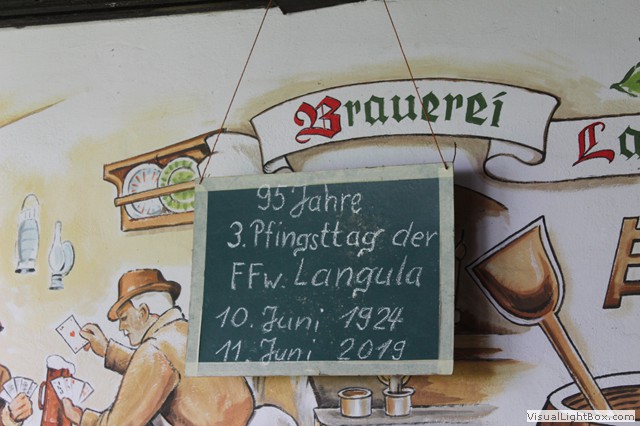 Brauerei
La
95 Jahre
3. Pfingsttag der
FFw. Langula
10. Juni 1924
11. Juni 2019
VisualLightBox.com